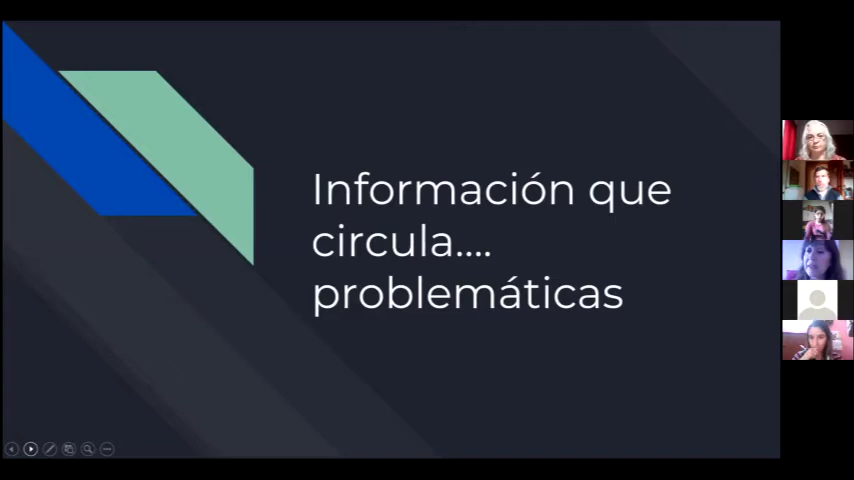 Información que
circula....
problemáticas